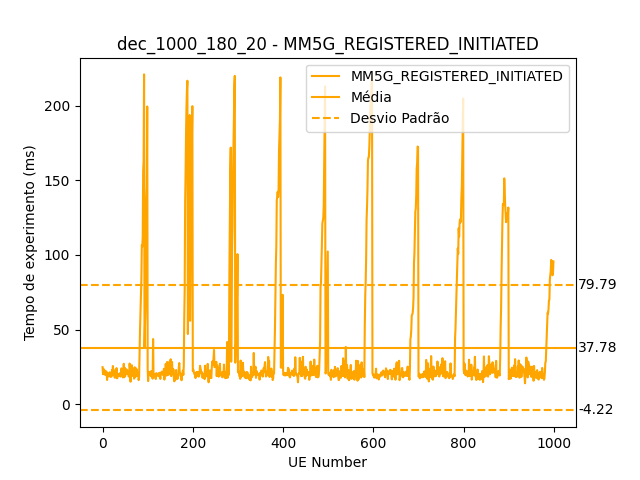 dec_1000_180_20 - MM5G_REGISTERED_INITIATED
MM5G_REGISTERED_INITIATED
Média
Desvio Padrão
Tempo de experimento (ms)
200
150
100
50
0
79.79
37.78
-4.22
0 200 400 600 800 1000
UE Number